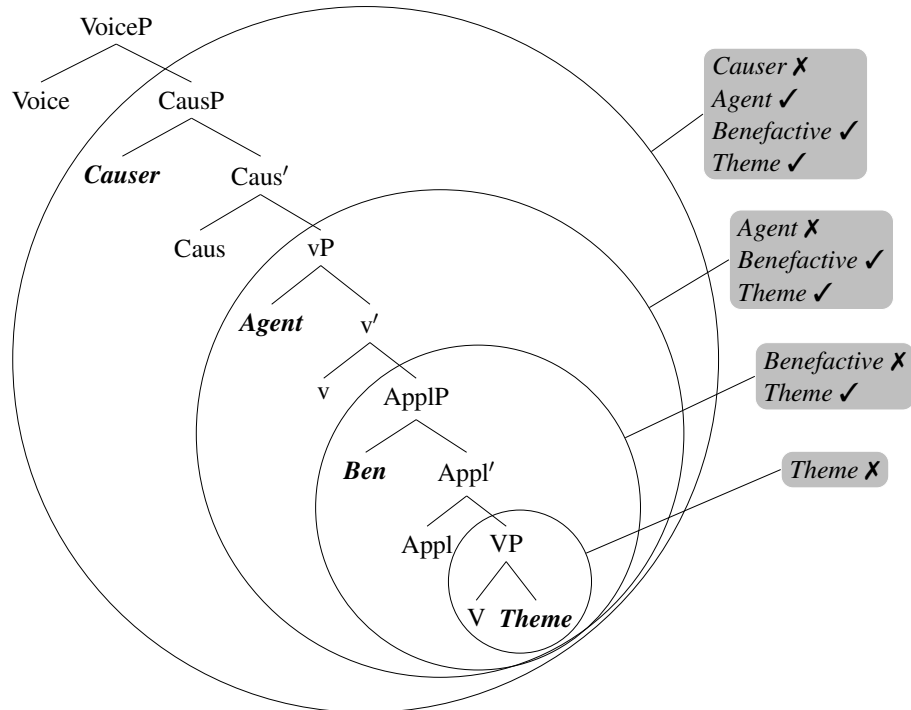 VoiceP
Voice CausP
Causer Caus′
Caus vP
Agent v′
v ApplP
Ben Appl′
Appl VP
V Theme
Causer ✗
Agent ✓
Benefactive ✓
Theme ✓
Agent ✗
Benefactive ✓
Theme ✓
Benefactive ✗
Theme ✓
Theme ✗